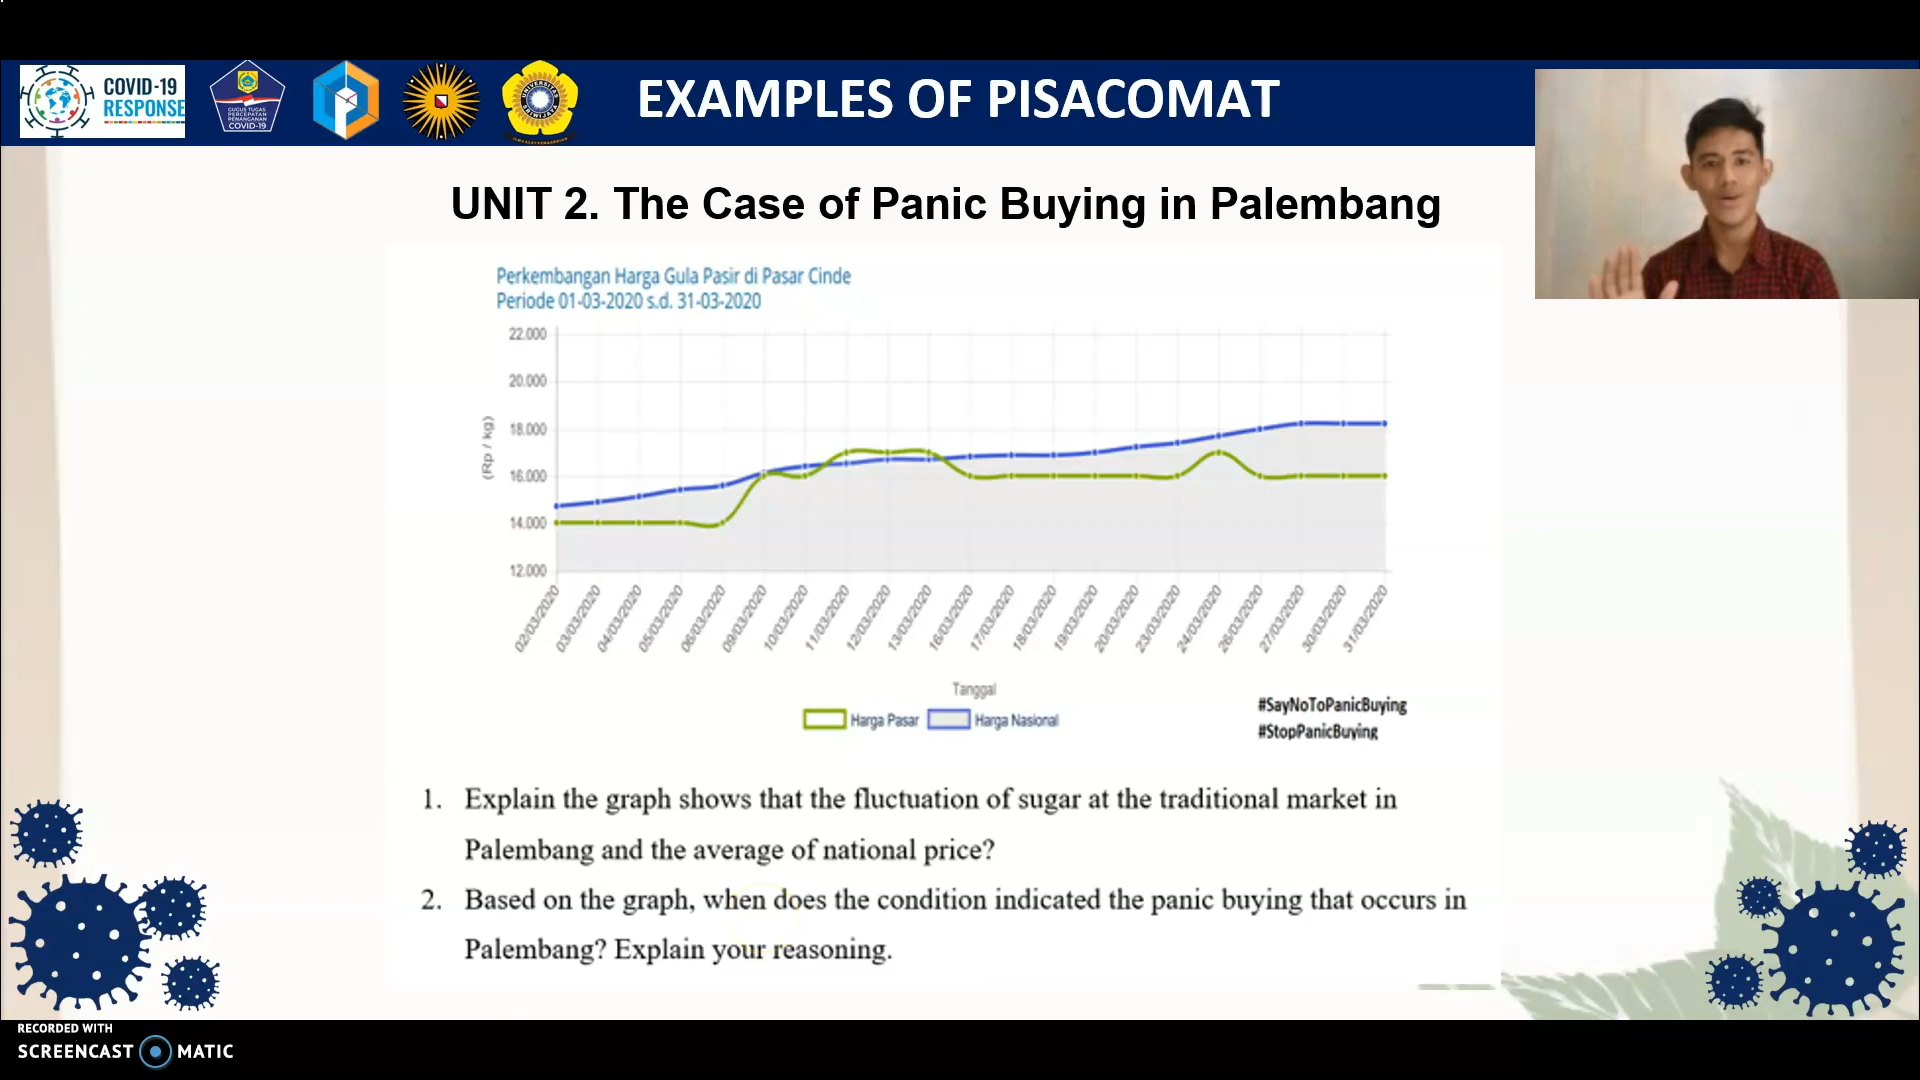 COVID-19
RESPONSE
GUGUS TUGAS
PERCEPATAN
PENANGANAN
COVID-19
EXAMPLES OF PISACOMAT
UNIT 2. The Case of Panic Buying in Palembang
Perkembangan Harga Gula Pasir di Pasar Cinde
Periode 01-03-2020 s.d. 31-03-2020
22.000
20.000
18.000
16.000
14.000
12.000
(Rp / kg)
02/03/2020
03/03/2020
04/03/2020
05/03/2020
06/03/2020
09/03/2020
10/03/2020
11/03/2020
12/03/2020
13/03/2020
16/03/2020
17/03/2020
18/03/2020
19/03/2020
20/03/2020
23/03/2020
24/03/2020
26/03/2020
27/03/2020
30/03/2020
31/03/2020
Tanggal
Harga Pasar
Harga Nasional
#SayNoToPanicBuying
#StopPanicBuying
1. Explain the graph shows that the fluctuation of sugar at the traditional market in
Palembang and the average of national price?
2. Based on the graph, when does the condition indicated the panic buying that occurs in
Palembang? Explain your reasoning.
RECORDED WITH
SCREENCAST MATIC